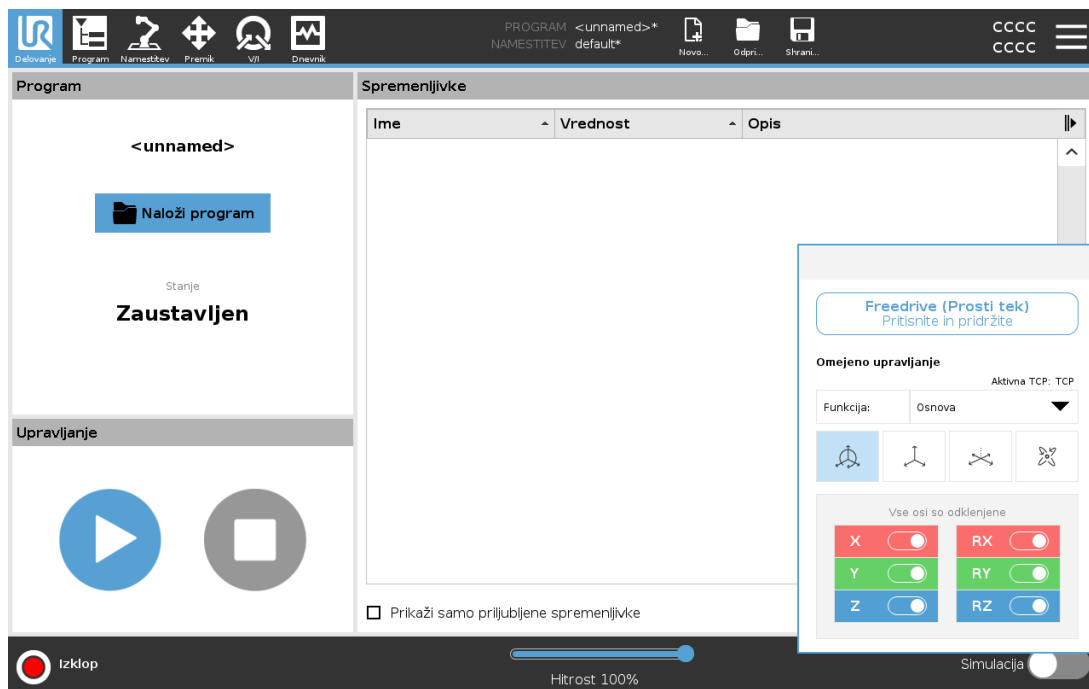 UR
Delovanje
Program
Namestitev
Premik
V/I
Dnevnik
PROGRAM <unnamed>*
NAMESTITEV default*
Novo...
Odpri...
Shrani...
CCCC
CCCC
Program
<unnamed>
Naloži program
Stanje
Zaustavljen
Upravljanje
Spremenljivke
Ime Vrednost Opis
Prikaži samo priljubljene spremenljivke
Freedrive (Prosti tek)
Pritisnite in pridržite
Omejeno upravljanje
Aktivna TCP: TCP
Funkcija: Osnova
Vse osi so odklenjene
X RX
Y RY
Z RZ
Izklop
Hitrost 100%
Simulacija